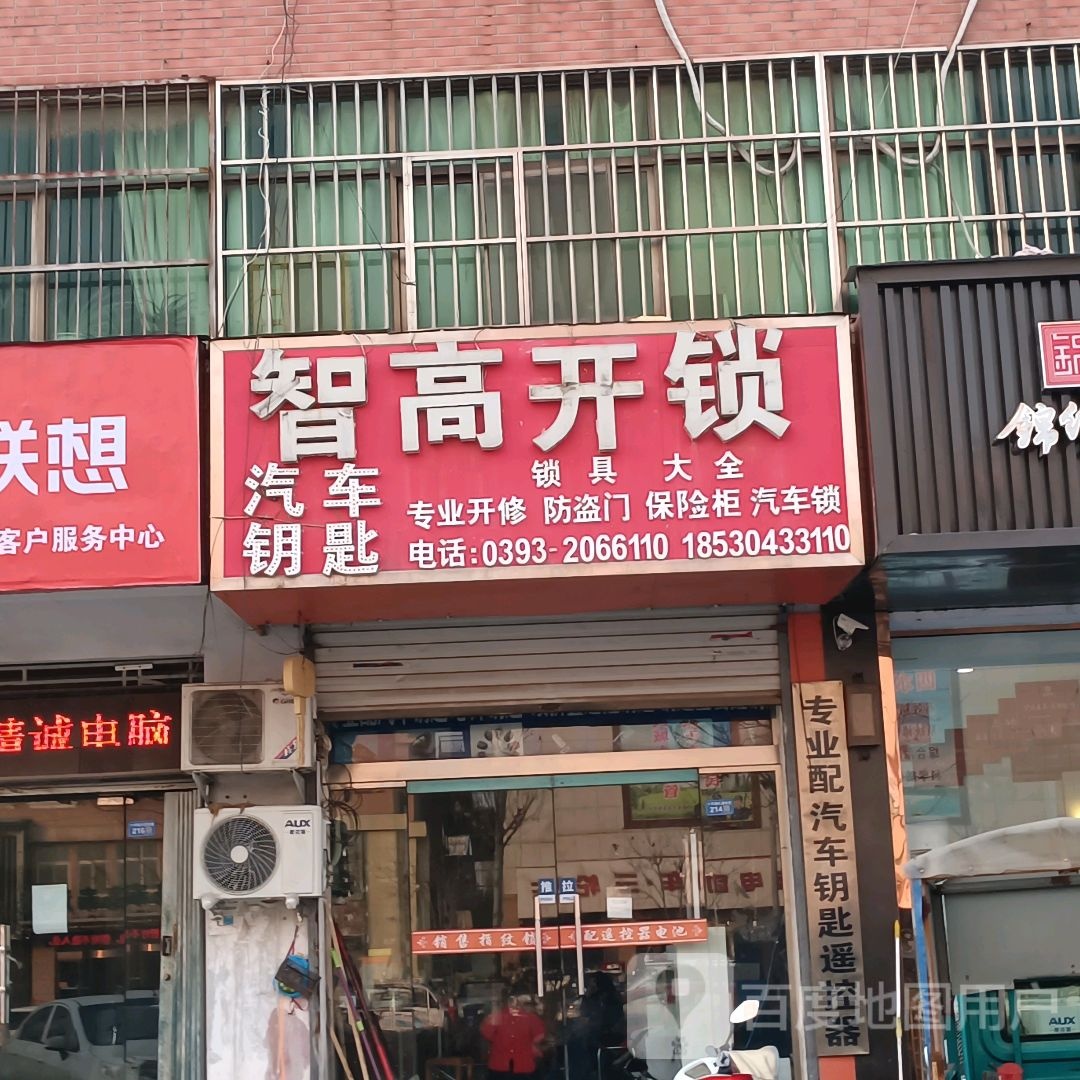 联想
客户服务中心
智高开锁
汽车
钥匙
锁具 大全
专业开修 防盗门 保险柜 汽车锁
电话:0393-2066110 18530433110
诚电脑
AUX
216
214
推 拉
销售指纹锁
配遥控器电池
专业配汽车钥匙遥控器
AUX
百度地图用户